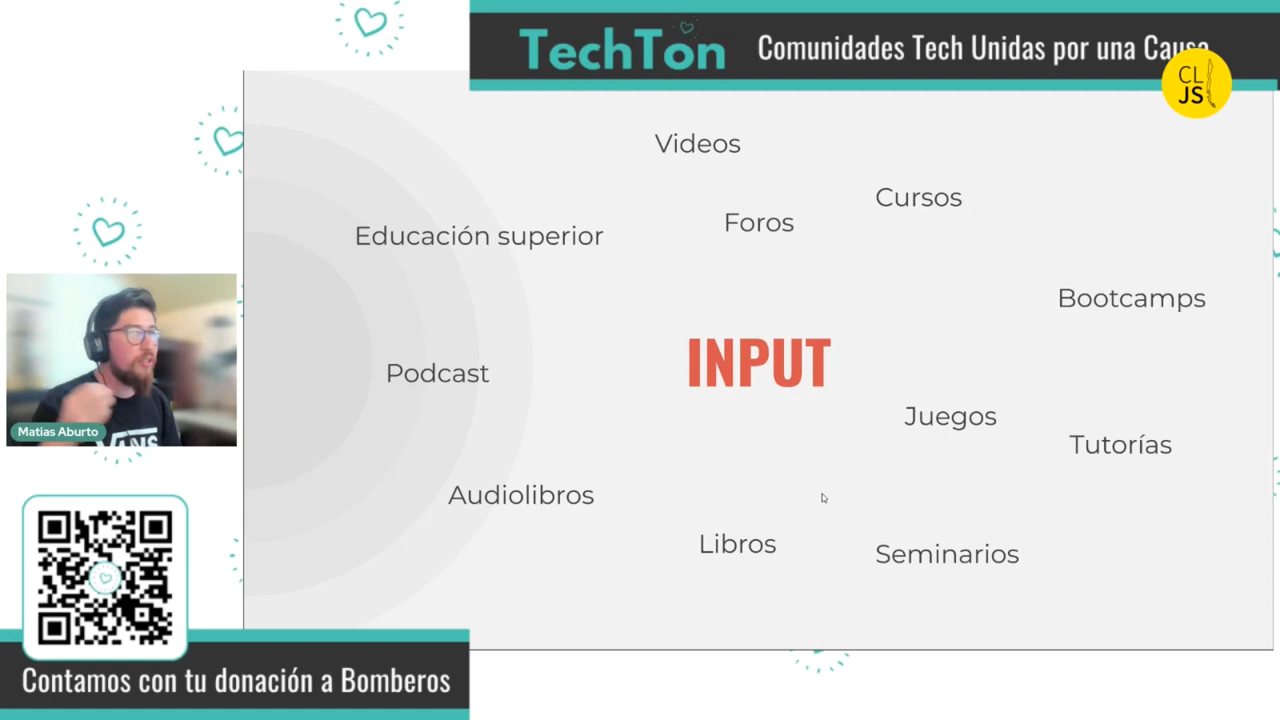 TechTon
Comunidades Tech Unidas por una Causa
CL
JS
Videos
Cursos
Foros
Educación superior
Bootcamps
INPUT
Podcast
Juegos
Tutorías
Audiolibros
Libros
Seminarios
Matias Aburto
VANS
Contamos con tu donación a Bomberos